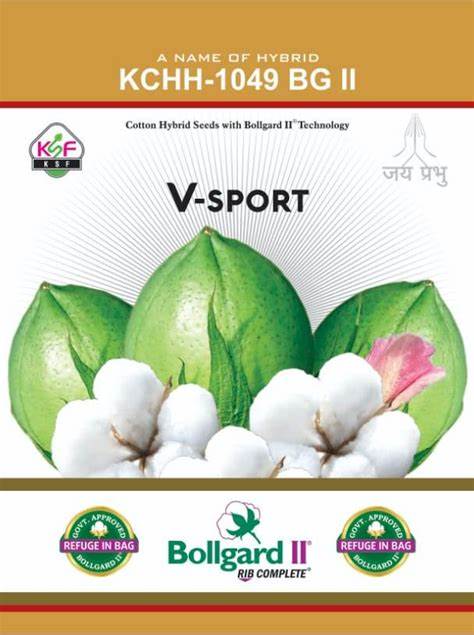 A NAME OF HYBRID
KCHH-1049 BG II
Cotton Hybrid Seeds with Bollgard II® Technology
KSF
KSF
जय प्रभु
V-SPORT
GOVT. APPROVED
REFUGE IN BAG
BOLLGARD II®
Bollgard II®
RIB COMPLETE®
GOVT. APPROVED
REFUGE IN BAG
BOLLGARD II®